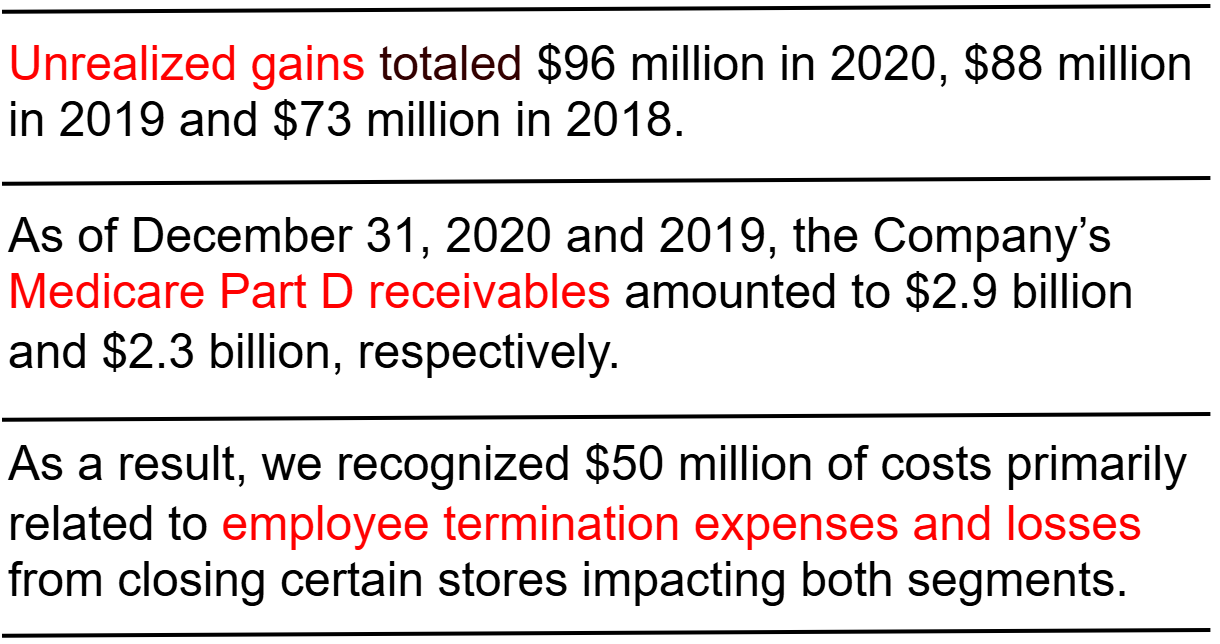 Unrealized gains totaled $96 million in 2020, $88 million
in 2019 and $73 million in 2018.
As of December 31, 2020 and 2019, the Company’s
Medicare Part D receivables amounted to $2.9 billion
and $2.3 billion, respectively.
As a result, we recognized $50 million of costs primarily
related to employee termination expenses and losses
from closing certain stores impacting both segments.